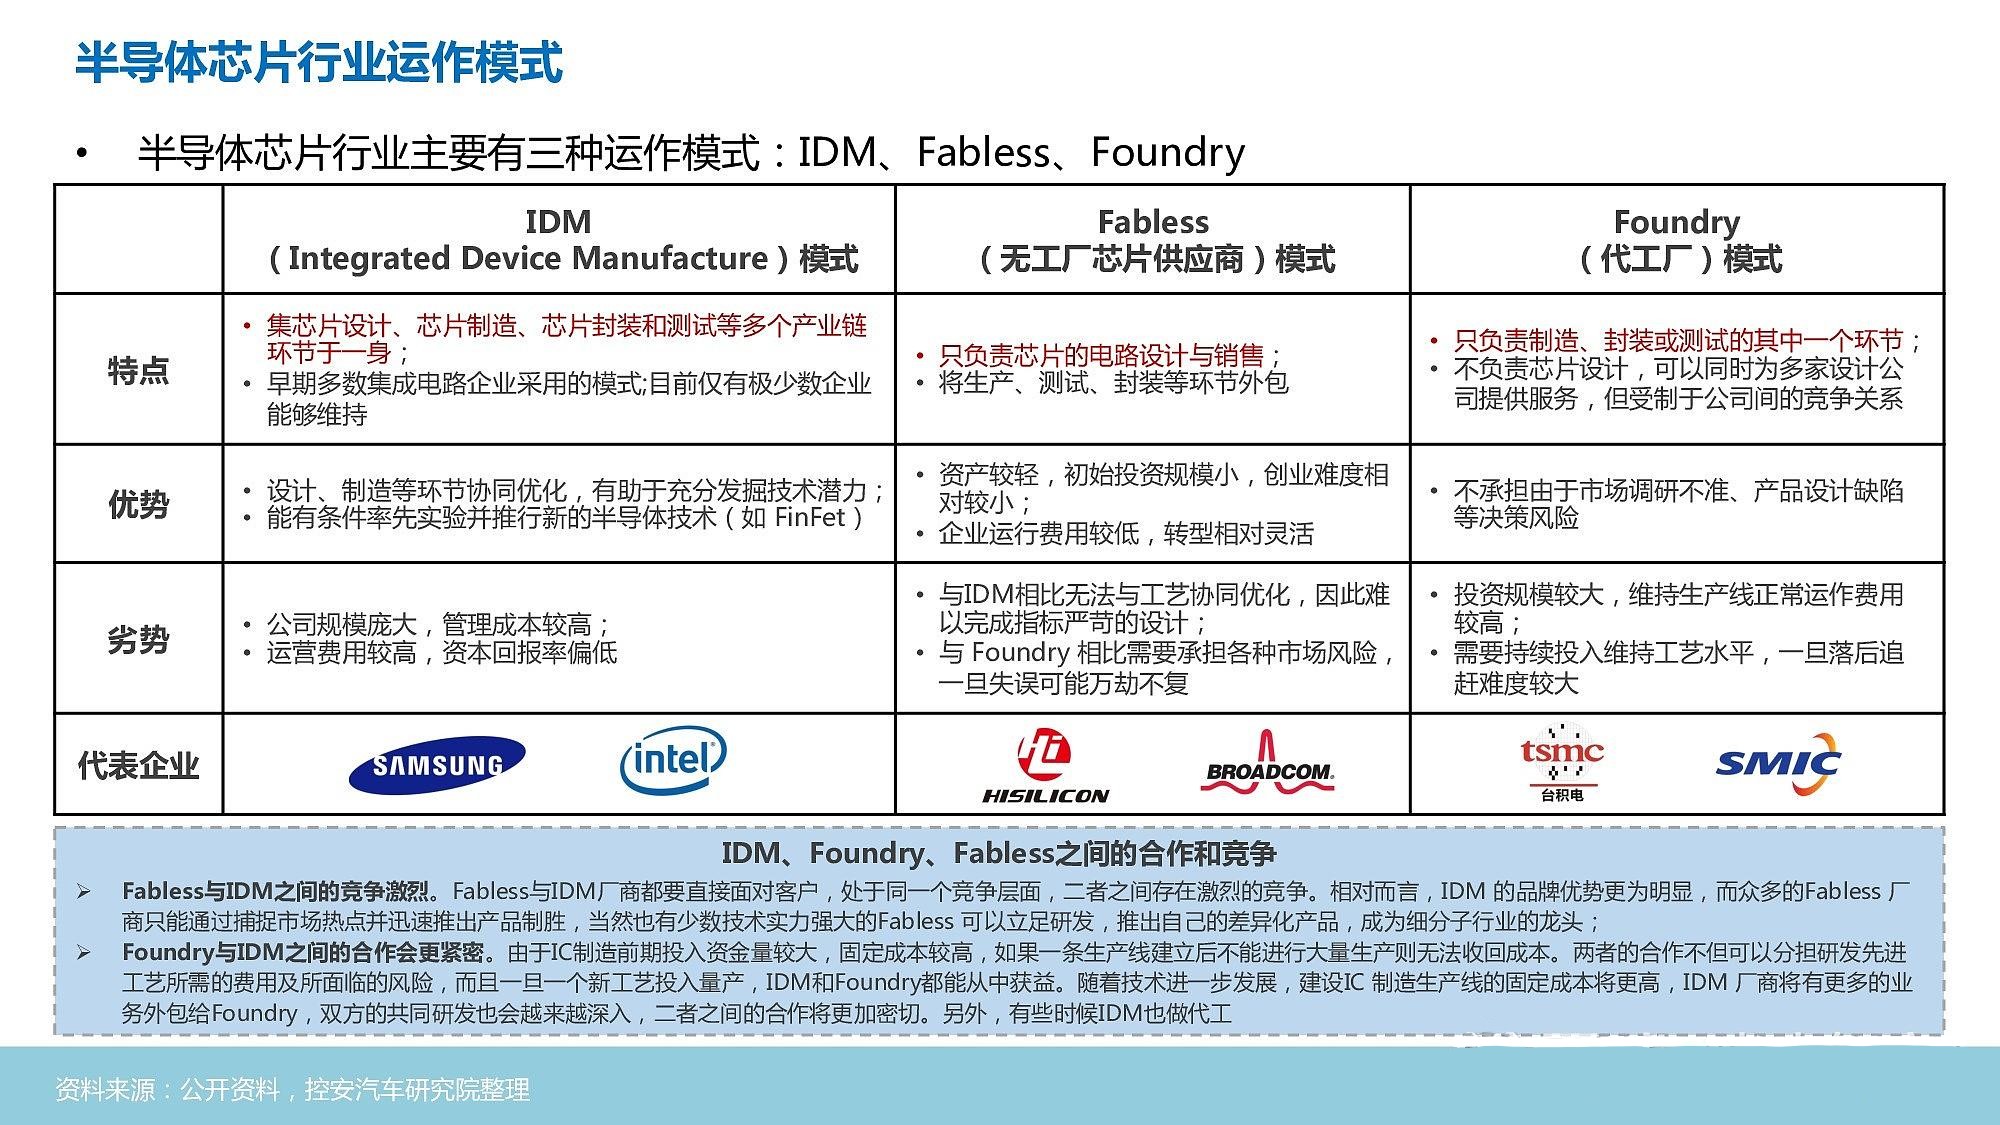 半导体芯片行业运作模式
• 半导体芯片行业主要有三种运作模式：IDM、Fabless、Foundry
IDM
（Integrated Device Manufacture）模式
Fabless
（无工厂芯片供应商）模式
Foundry
（代工厂）模式
特点
• 集芯片设计、芯片制造、芯片封装和测试等多个产业链
环节于一身；
• 早期多数集成电路企业采用的模式;目前仅有极少数企业
能够维持
• 只负责芯片的电路设计与销售；
• 将生产、测试、封装等环节外包
• 只负责制造、封装或测试的其中一个环节；
• 不负责芯片设计，可以同时为多家设计公
司提供服务，但受制于公司间的竞争关系
优势
• 设计、制造等环节协同优化，有助于充分发掘技术潜力；
• 能有条件率先实验并推行新的半导体技术（如 FinFet）
• 资产较轻，初始投资规模小，创业难度相
对较小；
• 企业运行费用较低，转型相对灵活
• 不承担由于市场调研不准、产品设计缺陷
等决策风险
劣势
• 公司规模庞大，管理成本较高；
• 运营费用较高，资本回报率偏低
• 与IDM相比无法与工艺协同优化，因此难
以完成指标严苛的设计；
• 与 Foundry 相比需要承担各种市场风险，
一旦失误可能万劫不复
• 投资规模较大，维持生产线正常运作费用
较高；
• 需要持续投入维持工艺水平，一旦落后追
赶难度较大
代表企业
SAMSUNG
intel
Hi
HISILICON
BROADCOM.
tsmc
台积电
SMIC
IDM、Foundry、Fabless之间的合作和竞争
➢ Fabless与IDM之间的竞争激烈。Fabless与IDM厂商都要直接面对客户，处于同一个竞争层面，二者之间存在激烈的竞争。相对而言，IDM 的品牌优势更为明显，而众多的Fabless 厂
商只能通过捕捉市场热点并迅速推出产品制胜，当然也有少数技术实力强大的Fabless 可以立足研发，推出自己的差异化产品，成为细分子行业的龙头；
➢ Foundry与IDM之间的合作会更紧密。由于IC制造前期投入资金量较大，固定成本较高，如果一条生产线建立后不能进行大量生产则无法收回成本。两者的合作不但可以分担研发先进
工艺所需的费用及所面临的风险，而且一旦一个新工艺投入量产，IDM和Foundry都能从中获益。随着技术进一步发展，建设IC 制造生产线的固定成本将更高，IDM 厂商将有更多的业
务外包给Foundry，双方的共同研发也会越来越深入，二者之间的合作将更加密切。另外，有些时候IDM也做代工
资料来源：公开资料，控安汽车研究院整理